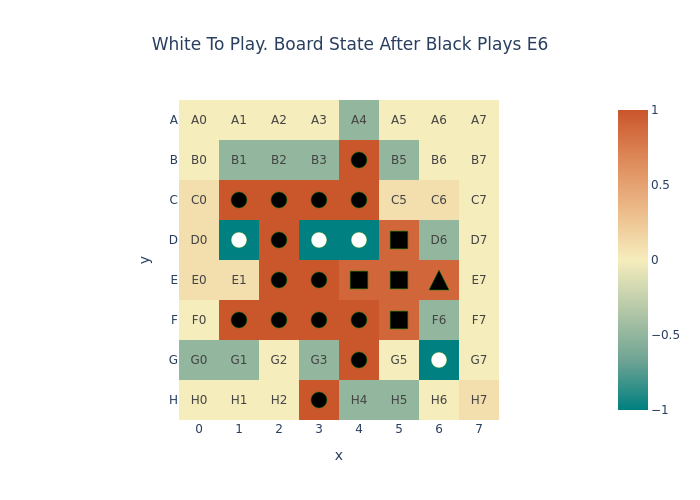 White To Play. Board State After Black Plays E6
A A0 A1 A2 A3 A4 A5 A6 A7
B B0 B1 B2 B3 B5 B6 B7
C C0 C5 C6 C7
D D0 D6 D7
E E0 E1 E7
F F0 F6 F7
G G0 G1 G2 G3 G5 G7
H H0 H1 H2 H4 H5 H6 H7
0 1 2 3 4 5 6 7
x
y
1
0.5
0
−0.5
−1